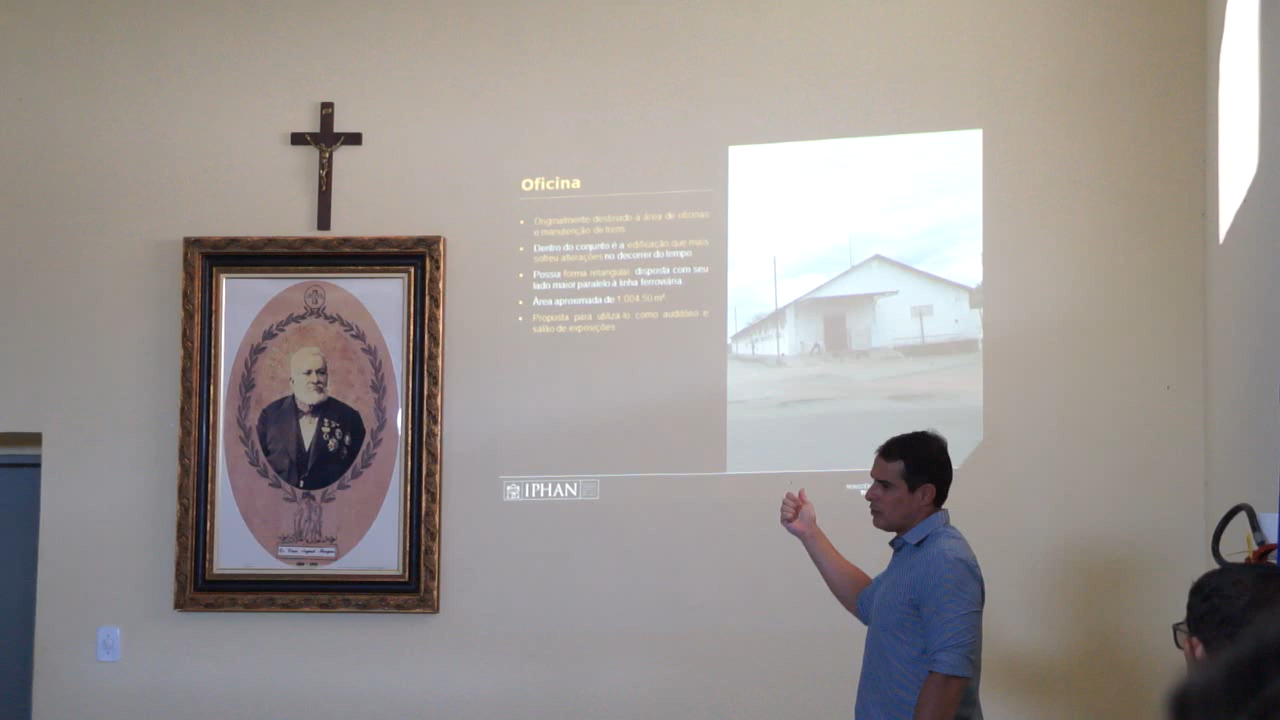 Oficina
Originalmente destinado à área de oficinas
e manutenção de trens
Dentro do conjunto é a edificação que mais
sofreu alterações no decorrer do tempo
Possui forma retangular, disposta com seu
lado maior paralelo à linha ferroviária
Área aproximada de 1.004,50 m²
Proposta para utilizá-lo como auditório e
salão de exposições
IPHAN